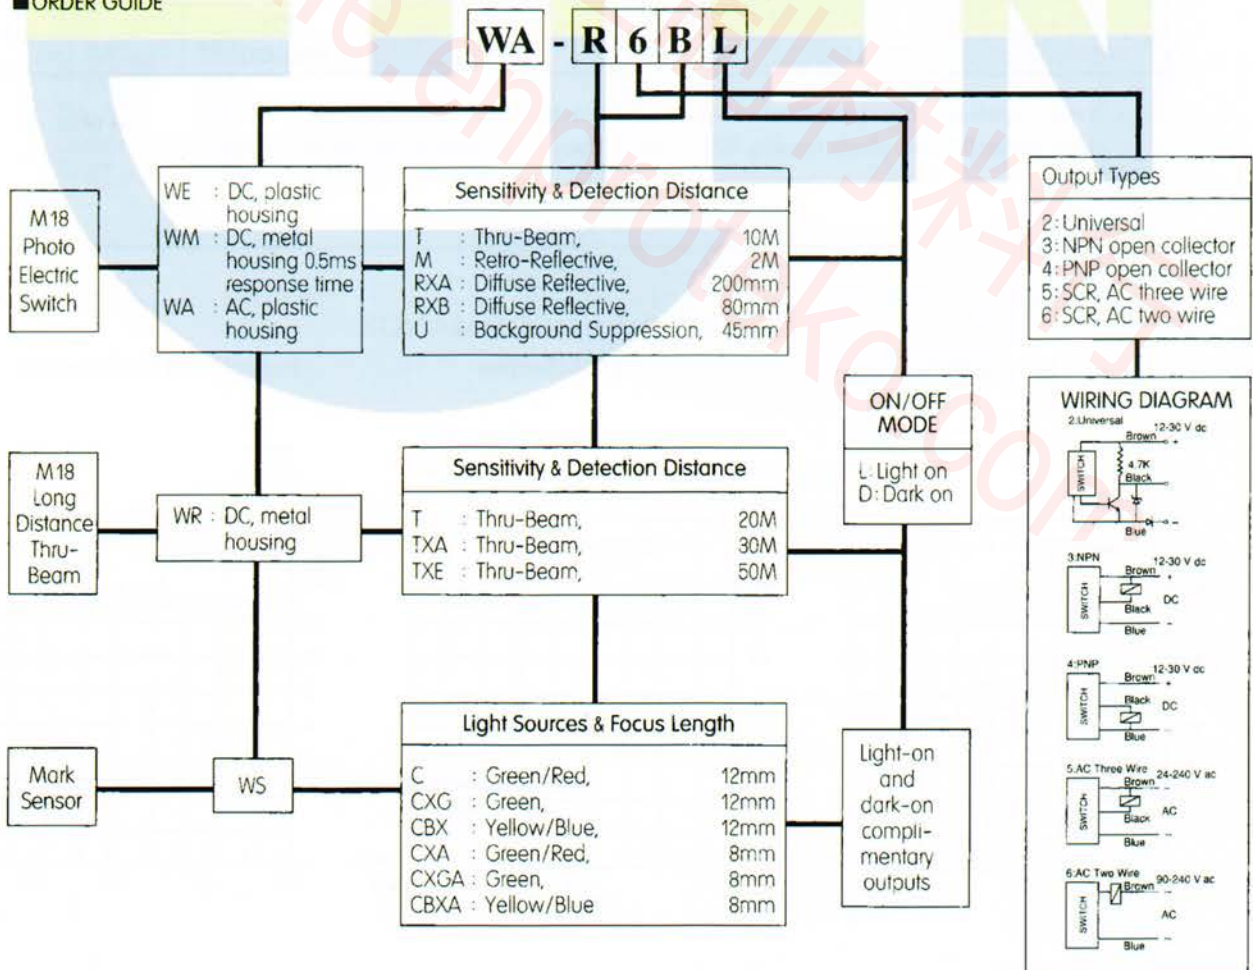 ■ORDER GUIDE
WA - R 6 B L
M18
Photo
Electric
Switch
WE : DC, plastic
housing
WM : DC, metal
housing 0.5ms
response time
WA : AC, plastic
housing
Sensitivity & Detection Distance
T : Thru-Beam, 10M
M : Retro-Reflective, 2M
RXA : Diffuse Reflective, 200mm
RXB : Diffuse Reflective, 80mm
U : Background Suppression, 45mm
Output Types
2: Universal
3: NPN open collector
4: PNP open collector
5: SCR, AC three wire
6: SCR, AC two wire
ON/OFF
MODE
L: Light on
D: Dark on
M18
Long
Distance
Thru-
Beam
WR : DC, metal
housing
Sensitivity & Detection Distance
T : Thru-Beam, 20M
TXA : Thru-Beam, 30M
TXE : Thru-Beam, 50M
Mark
Sensor
WS
Light Sources & Focus Length
C : Green/Red, 12mm
CXG : Green, 12mm
CBX : Yellow/Blue, 12mm
CXA : Green/Red, 8mm
CXGA : Green, 8mm
CBXA : Yellow/Blue 8mm
Light-on
and
dark-on
compli-
mentary
outputs
WIRING DIAGRAM
2:Universal
12-30 V dc
Brown +
SWITCH
4.7K
Black
Blue −
3:NPN
12-30 V dc
Brown +
SWITCH
DC
Black
Blue −
4:PNP
12-30 V dc
Brown +
SWITCH
Black
DC
Blue −
5:AC Three Wire
24-240 V ac
Brown
SWITCH
AC
Black
Blue
6:AC Two Wire
90-240 V ac
Brown
SWITCH
AC
Blue